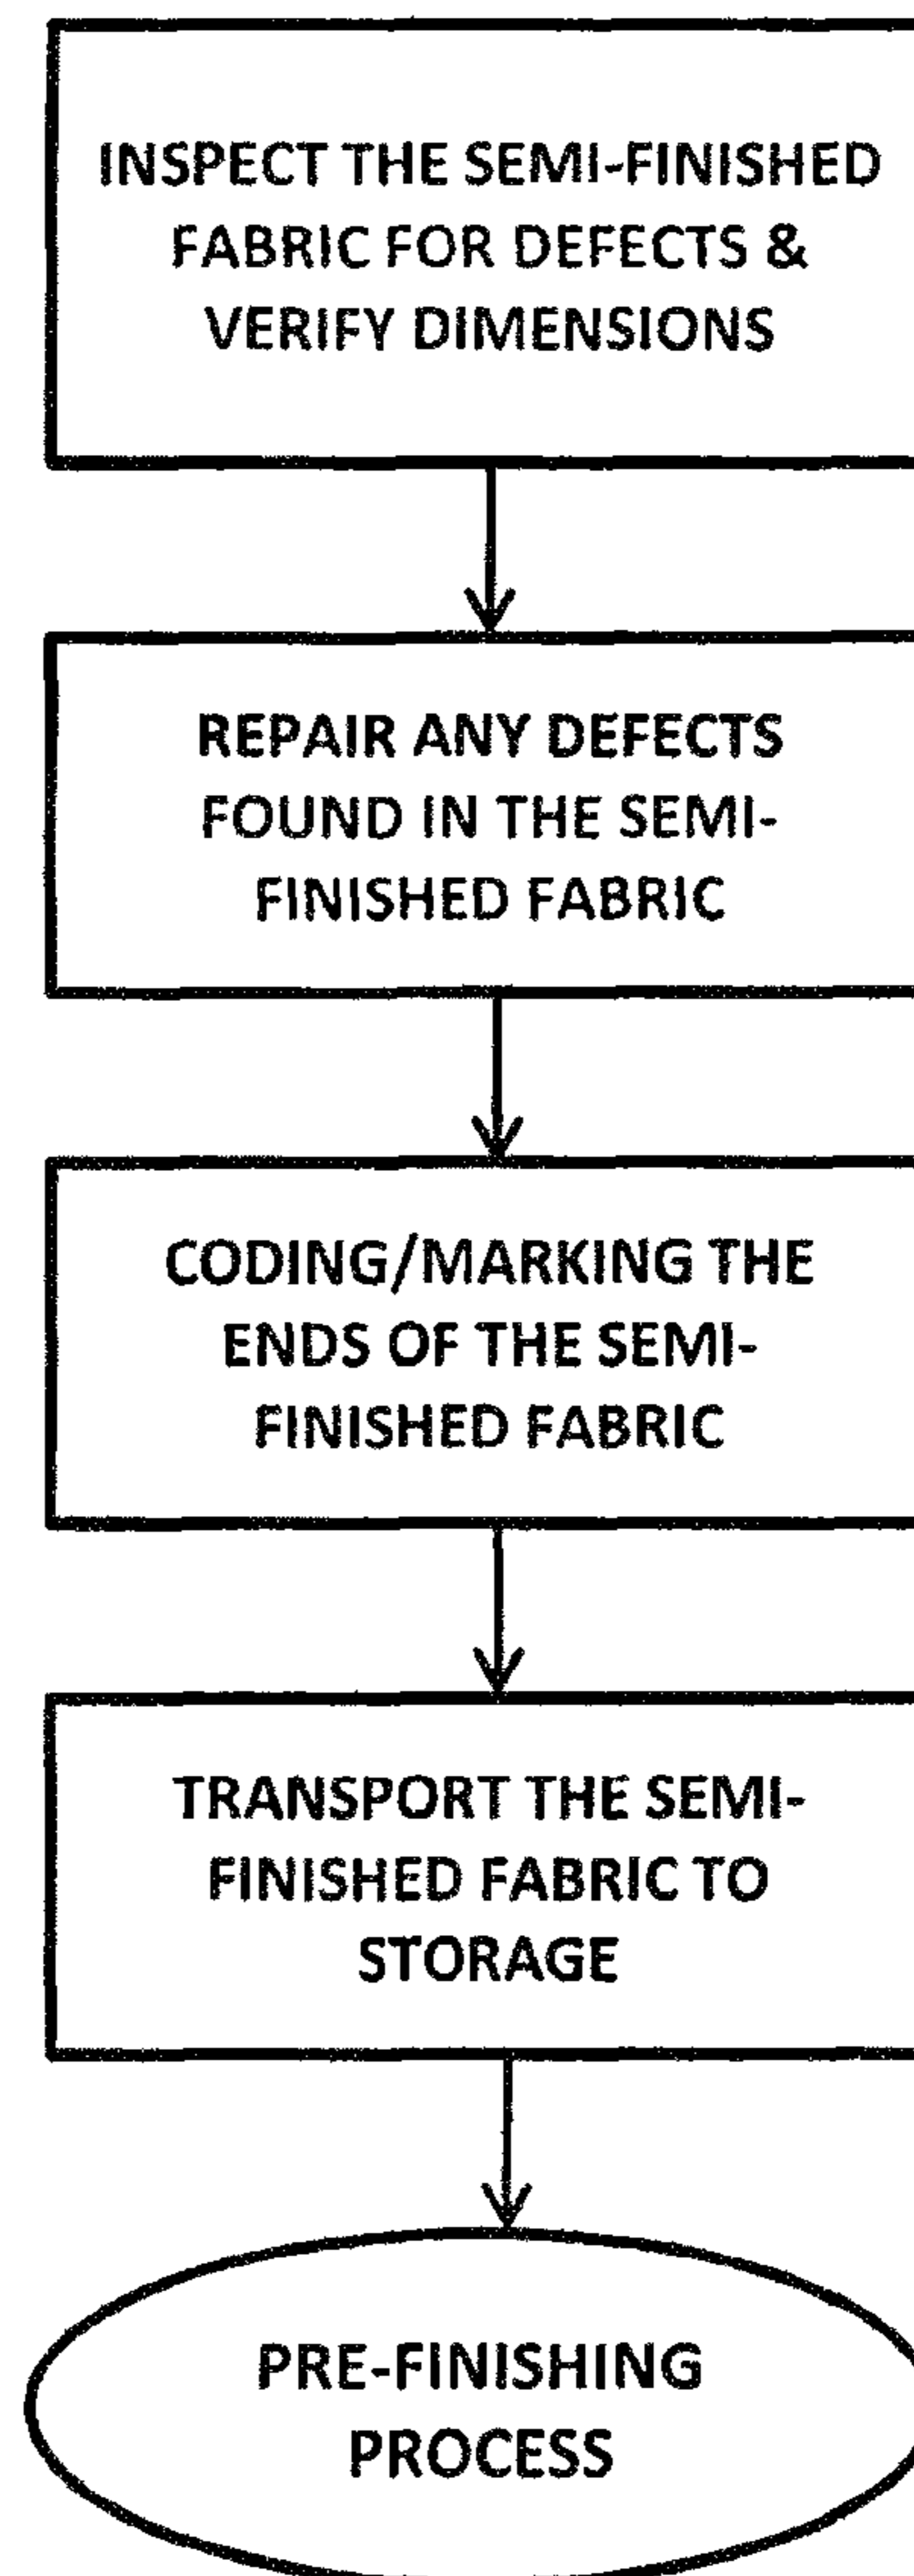 INSPECT THE SEMI-FINISHED
FABRIC FOR DEFECTS &
VERIFY DIMENSIONS
REPAIR ANY DEFECTS
FOUND IN THE SEMI-
FINISHED FABRIC
CODING/MARKING THE
ENDS OF THE SEMI-
FINISHED FABRIC
TRANSPORT THE SEMI-
FINISHED FABRIC TO
STORAGE
PRE-FINISHING
PROCESS